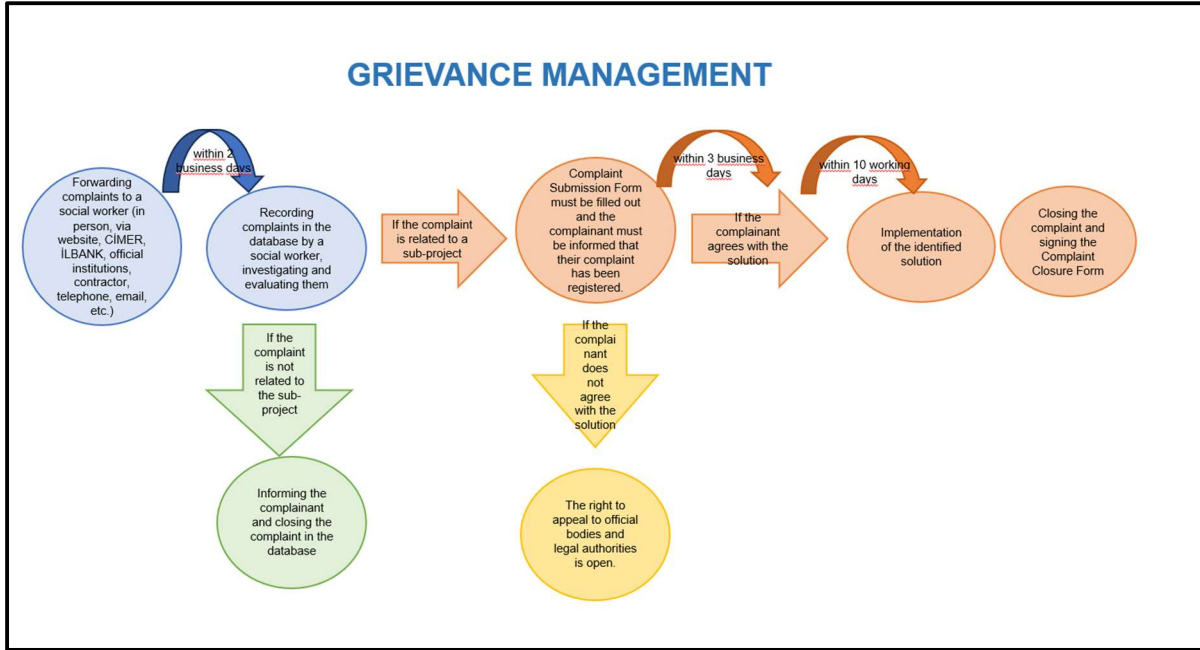 GRIEVANCE MANAGEMENT
Forwarding
complaints to a
social worker (in
person, via
website, CİMER,
İLBANK, official
institutions,
contractor,
telephone, email,
etc.)
within 2
business days
Recording
complaints in the
database by a
social worker,
investigating and
evaluating them
If the complaint
is related to a
sub-project
Complaint
Submission Form
must be filled out
and the
complainant must
be informed that
their complaint
has been
registered.
within 3 business
days
If the
complainant
agrees with the
solution
within 10 working
days
Implementation
of the identified
solution
Closing the
complaint and
signing the
Complaint
Closure Form
If the
complaint
is not
related to
the sub-
project
If the
complai
nant
does
not
agree
with the
solution
Informing the
complainant
and closing the
complaint in the
database
The right to
appeal to official
bodies and
legal authorities
is open.